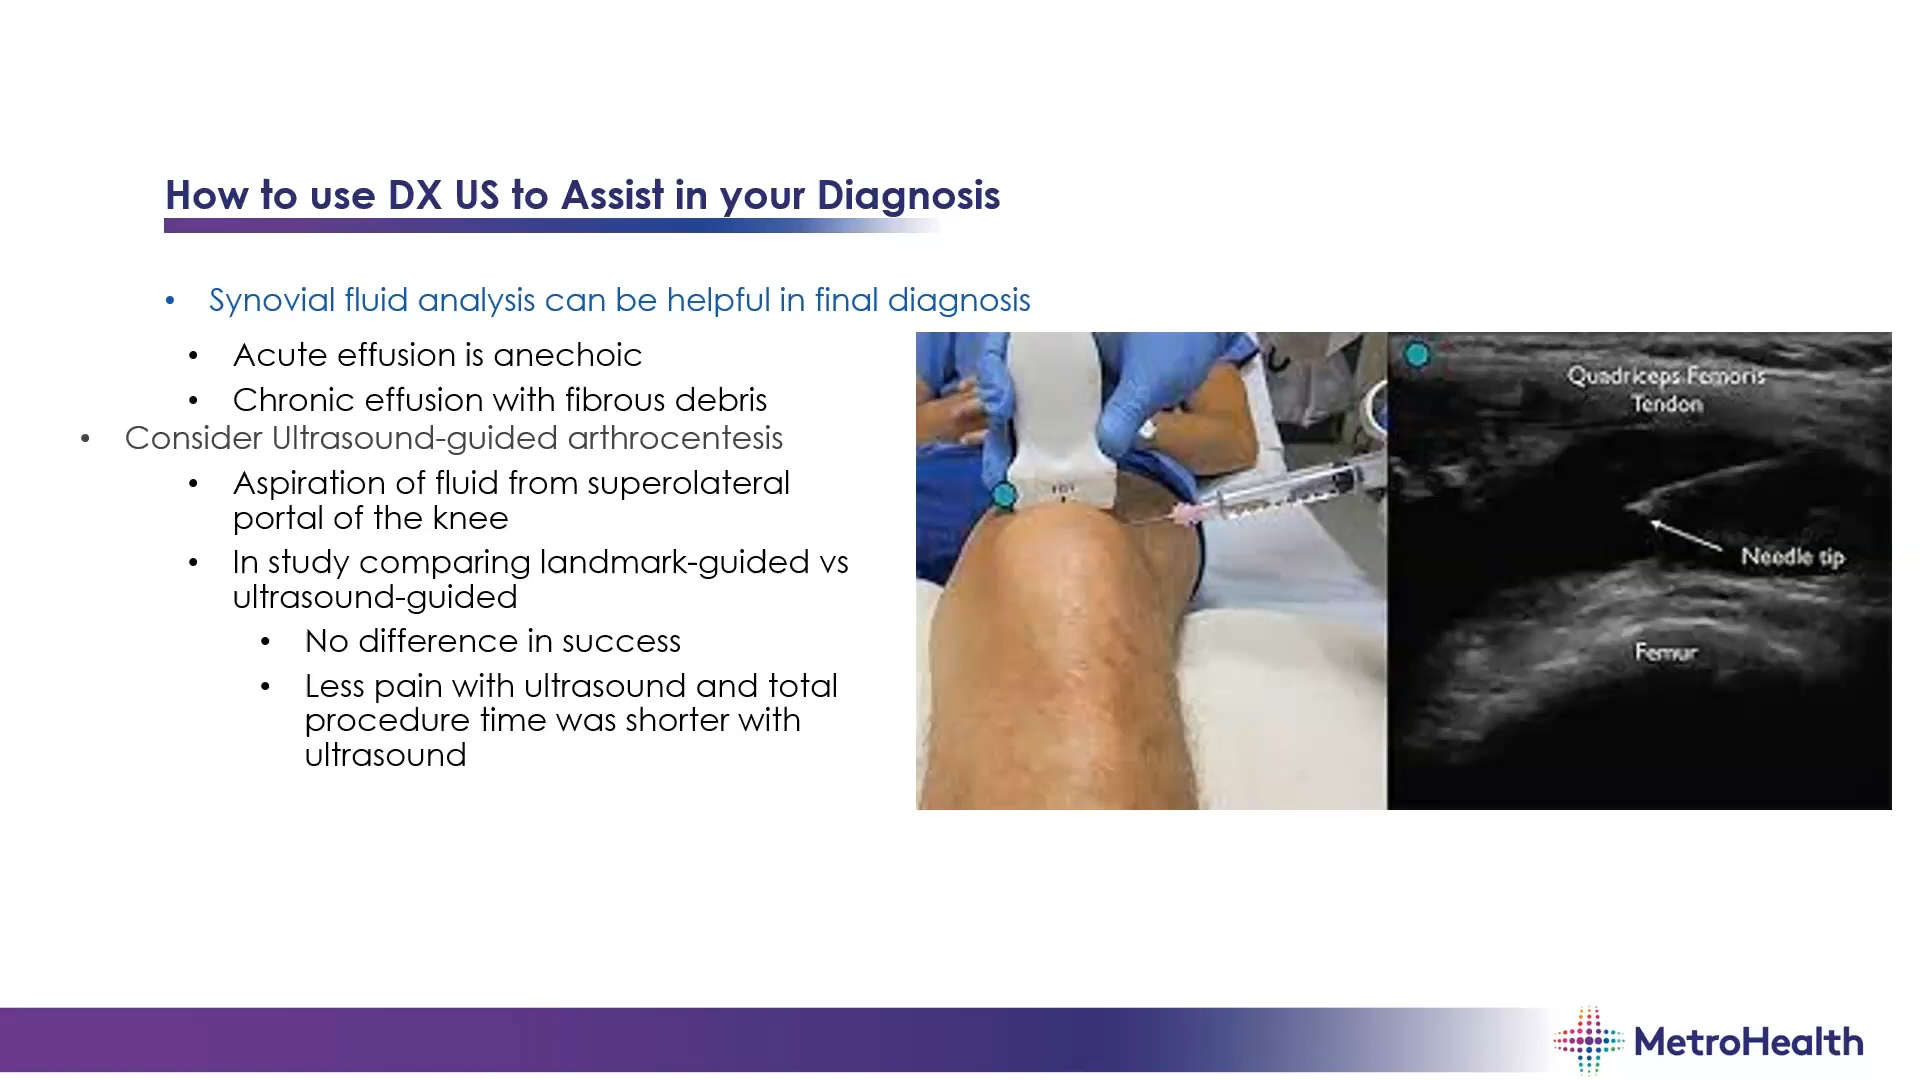 How to use DX US to Assist in your Diagnosis
• Synovial fluid analysis can be helpful in final diagnosis
• Acute effusion is anechoic
• Chronic effusion with fibrous debris
• Consider Ultrasound-guided arthrocentesis
• Aspiration of fluid from superolateral
portal of the knee
• In study comparing landmark-guided vs
ultrasound-guided
• No difference in success
• Less pain with ultrasound and total
procedure time was shorter with
ultrasound
Quadriceps Femoris
Tendon
Needle tip
Femur
MetroHealth